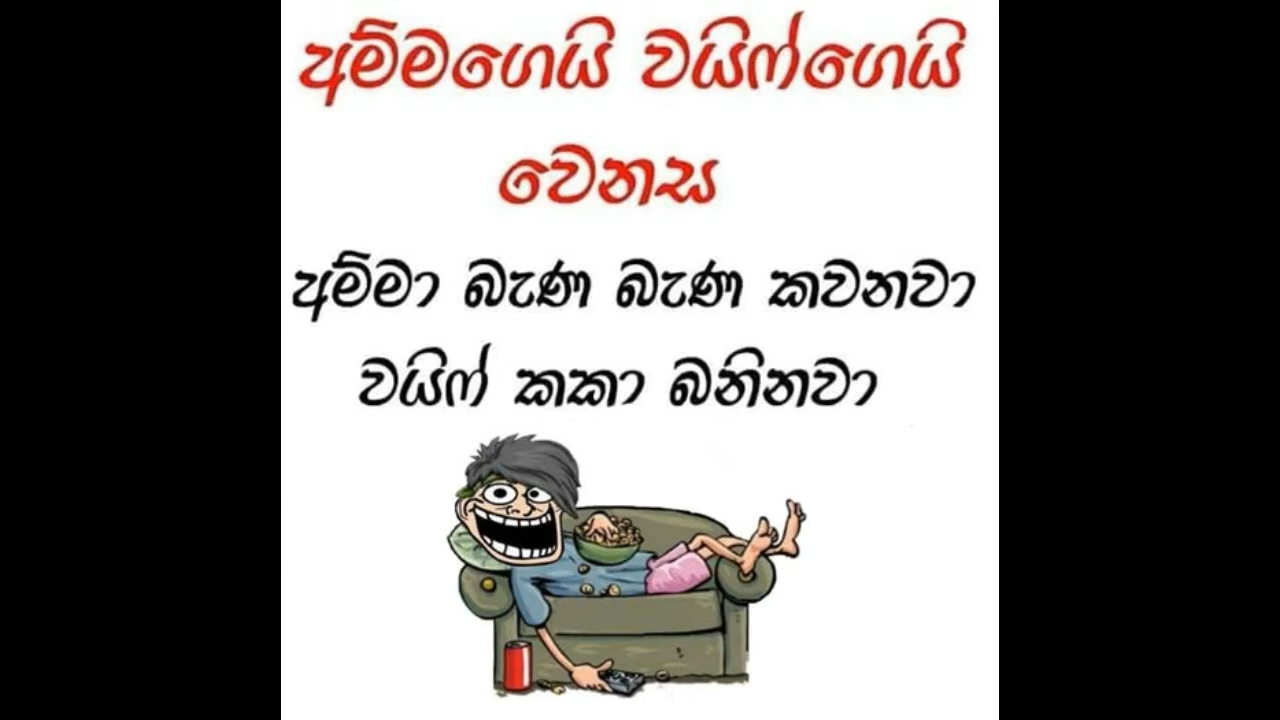 අම්මගෙයි වයිෆ්ගෙයි
වෙනස
අම්මා බැණ බැණ කවනවා
වයිෆ් කකා බනිනවා